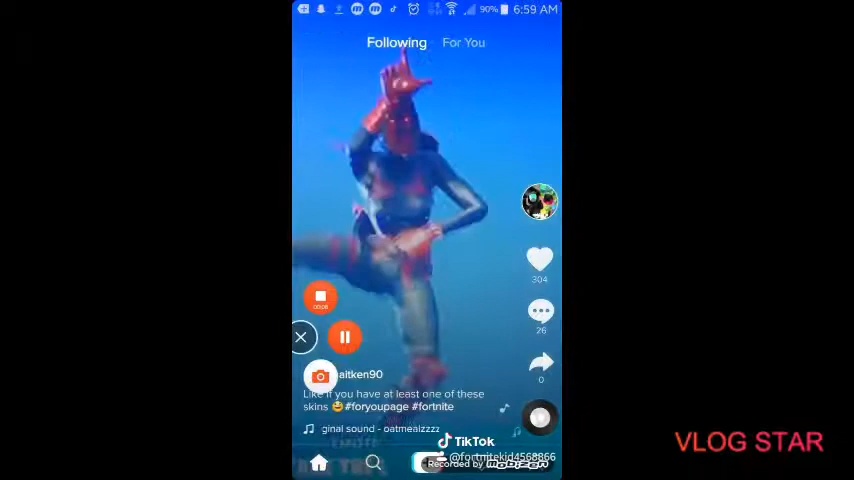 90% 6:59 AM
Following For You
304
26
0
aitken90
Like if you have at least one of these
skins 😂#foryoupage #fortnite
ginal sound - oatmealzzzz
TikTok
@fortnitekid4568866
Recorded by MOBIZEN
VLOG STAR